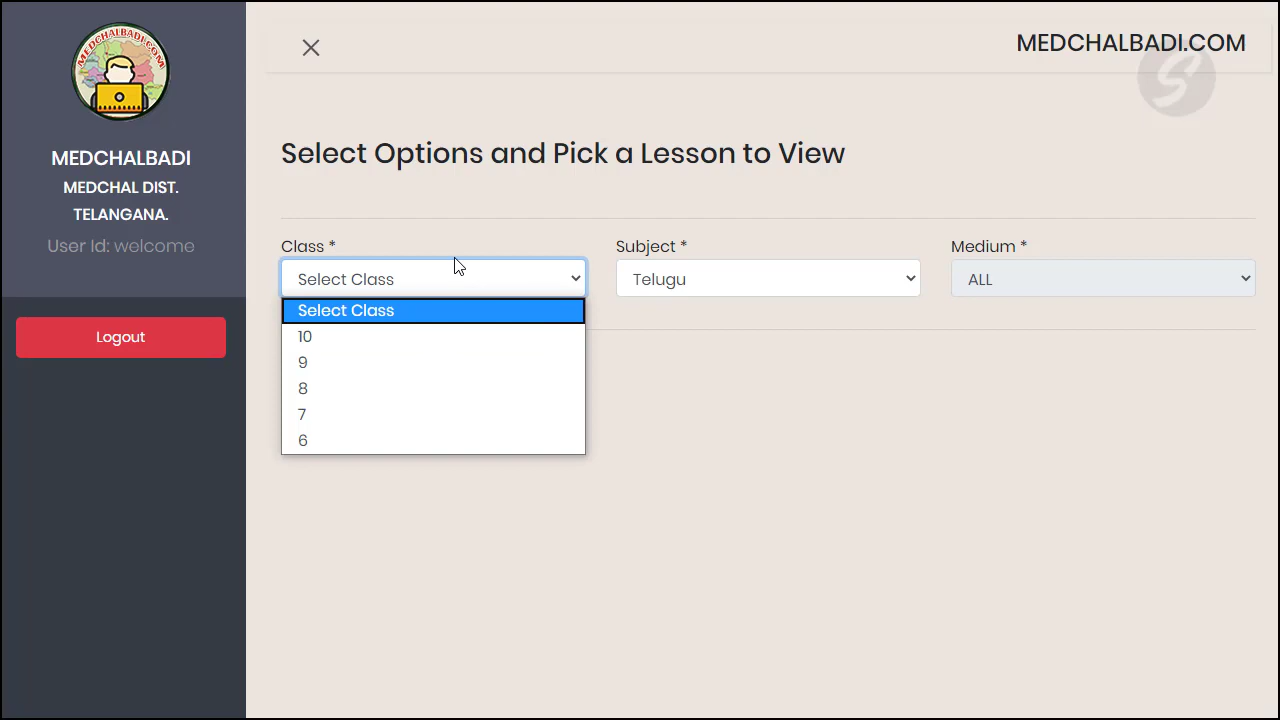 MEDCHALBADI.COM
MEDCHALBADI
MEDCHAL DIST.
TELANGANA.
User Id: welcome
Logout
MEDCHALBADI.COM
S
Select Options and Pick a Lesson to View
Class *
Subject *
Medium *
Select Class
Telugu
ALL
Select Class
10
9
8
7
6